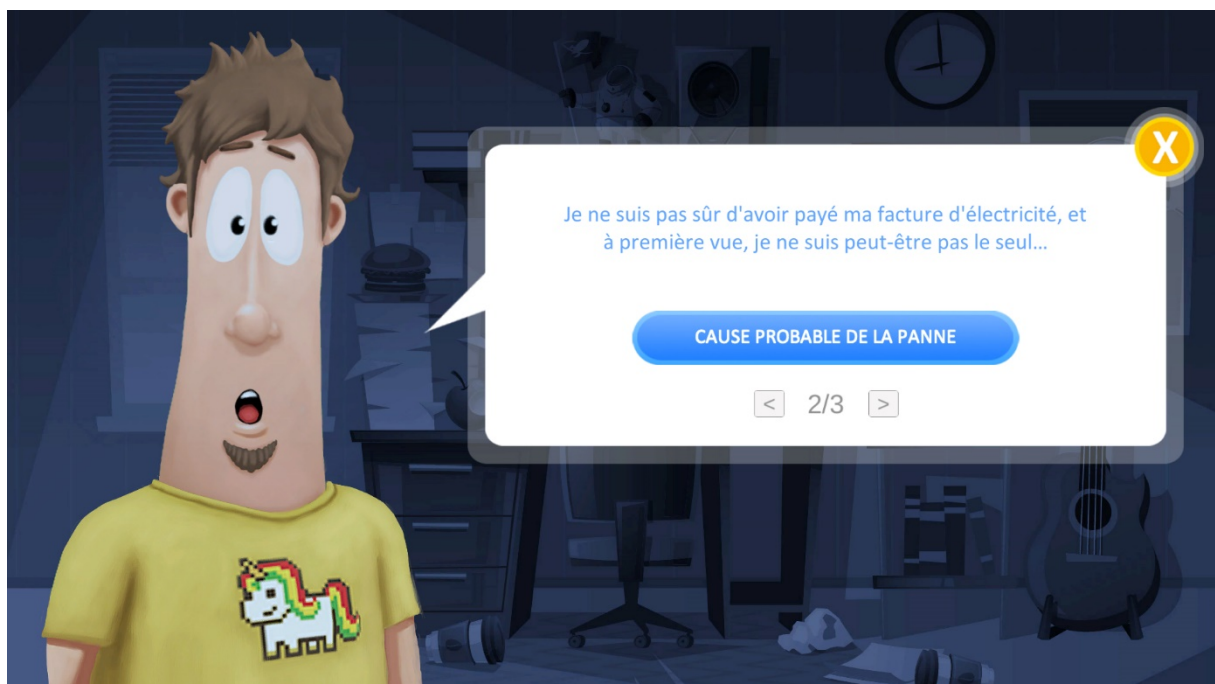 X
Je ne suis pas sûr d'avoir payé ma facture d'électricité, et
à première vue, je ne suis peut-être pas le seul...
CAUSE PROBABLE DE LA PANNE
< 2/3 >